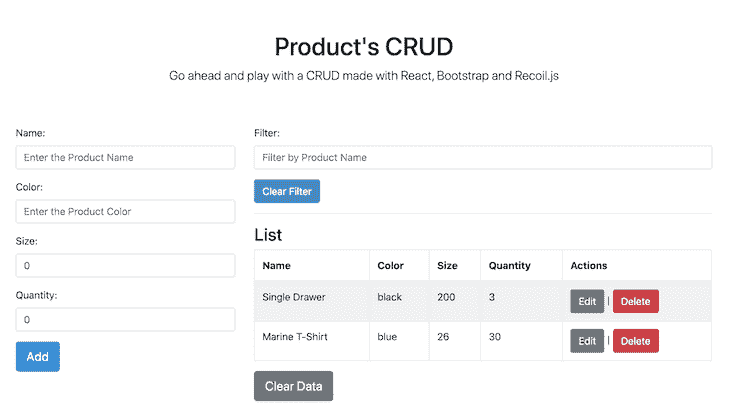 Product's CRUD
Go ahead and play with a CRUD made with React, Bootstrap and Recoil.js
Name:
Enter the Product Name
Color:
Enter the Product Color
Size:
0
Quantity:
0
Add
Filter:
Filter by Product Name
Clear Filter
List
Name Color Size Quantity Actions
Single Drawer black 200 3 Edit | Delete
Marine T-Shirt blue 26 30 Edit | Delete
Clear Data